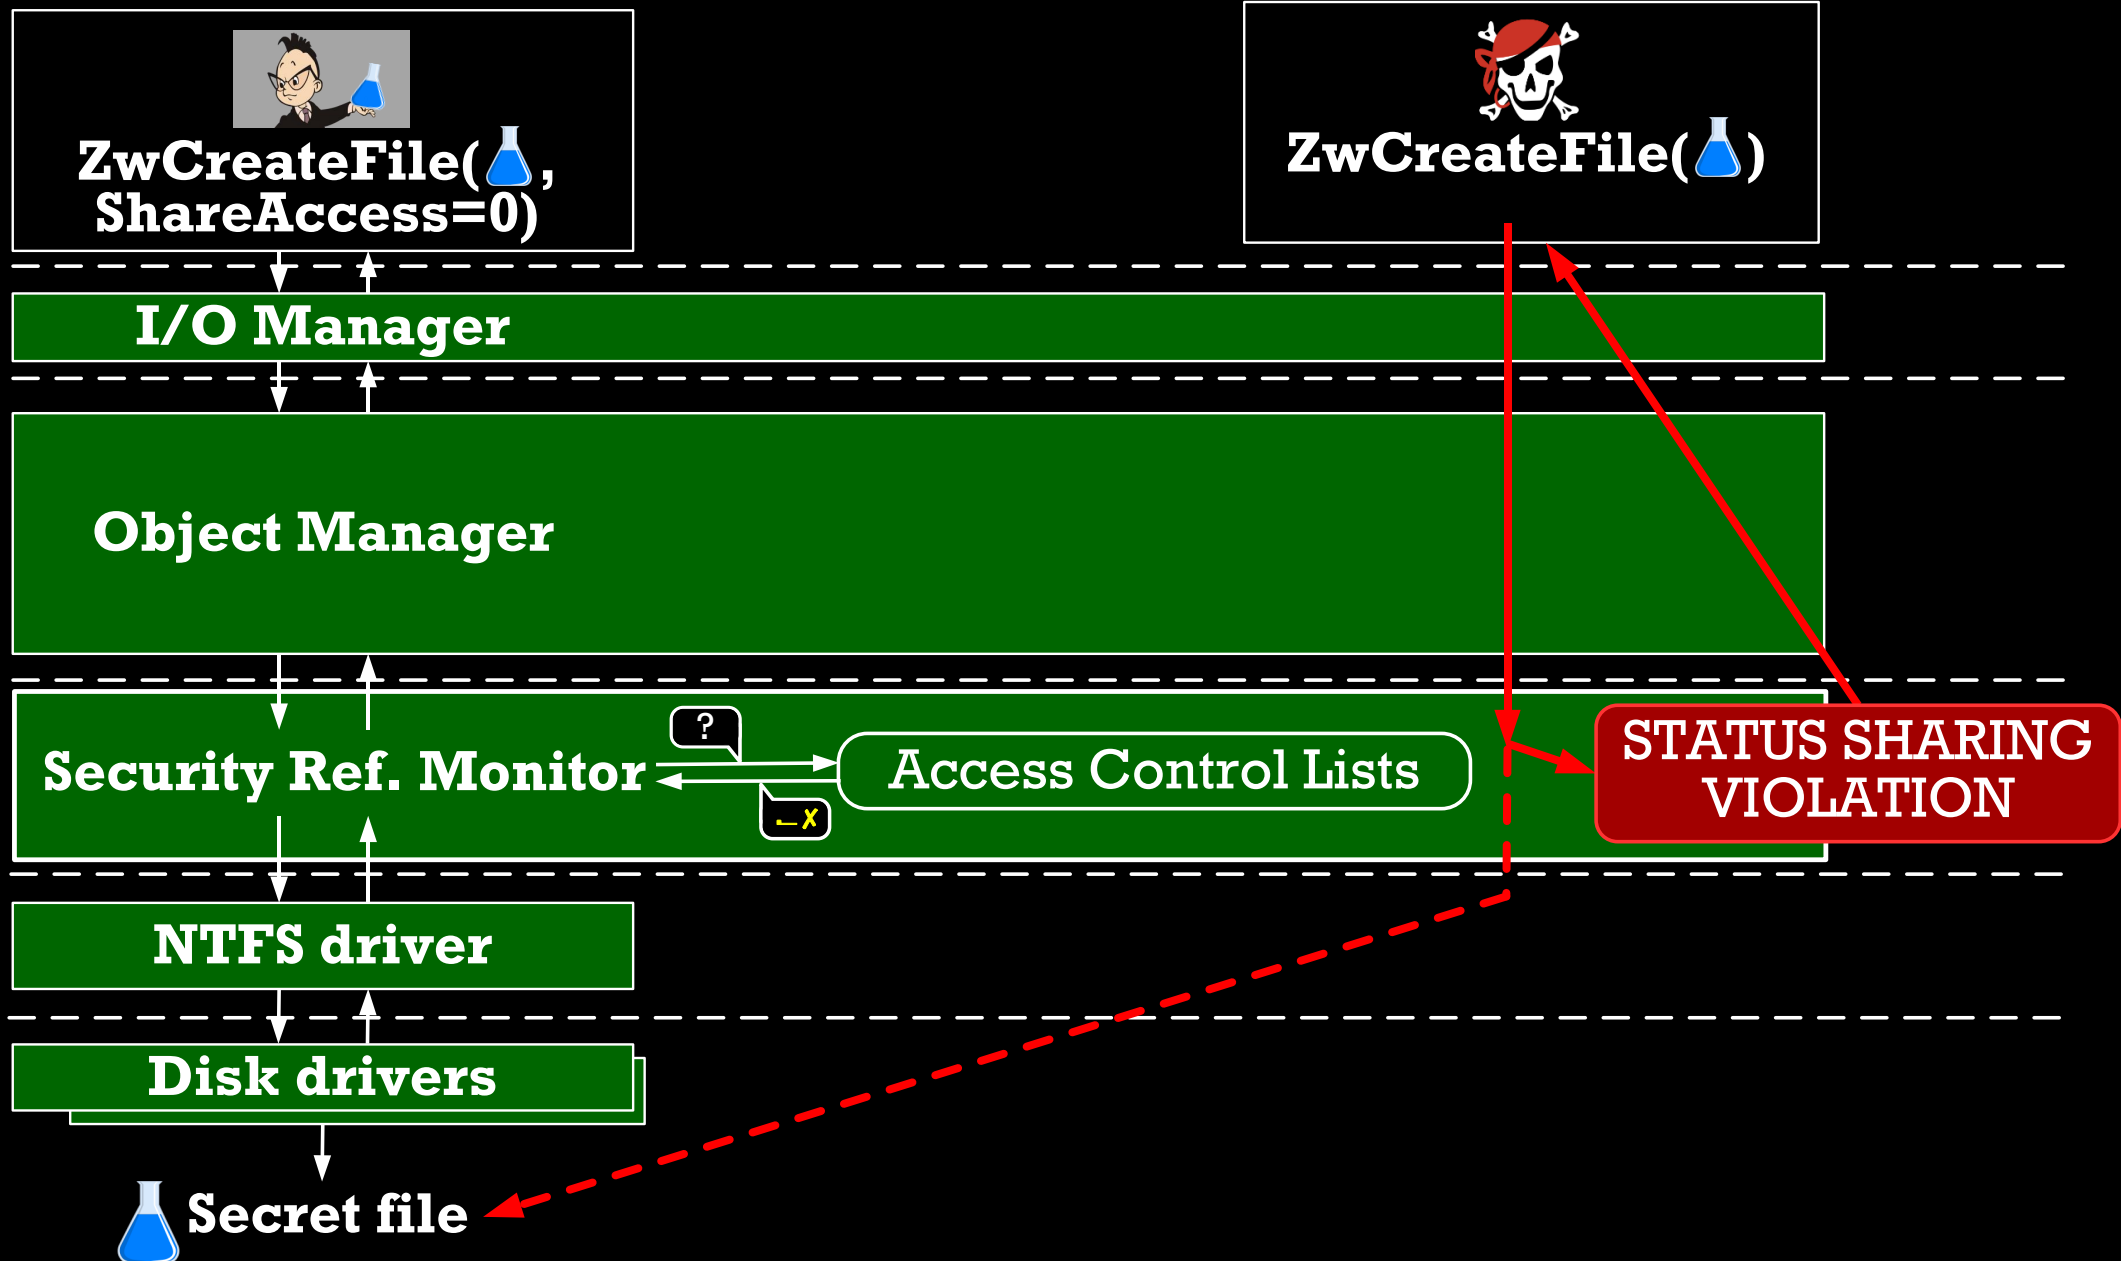 ZwCreateFile( ,
ShareAccess=0)
ZwCreateFile( )
I/O Manager
Object Manager
?
Security Ref. Monitor
Access Control Lists
STATUS SHARING
VIOLATION
✗
NTFS driver
Disk drivers
Secret file